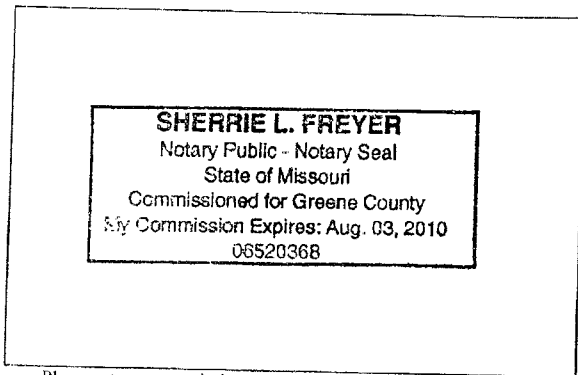 SHERRIE L. FREYER
Notary Public - Notary Seal
State of Missouri
Commissioned for Greene County
My Commission Expires: Aug. 03, 2010
06520368